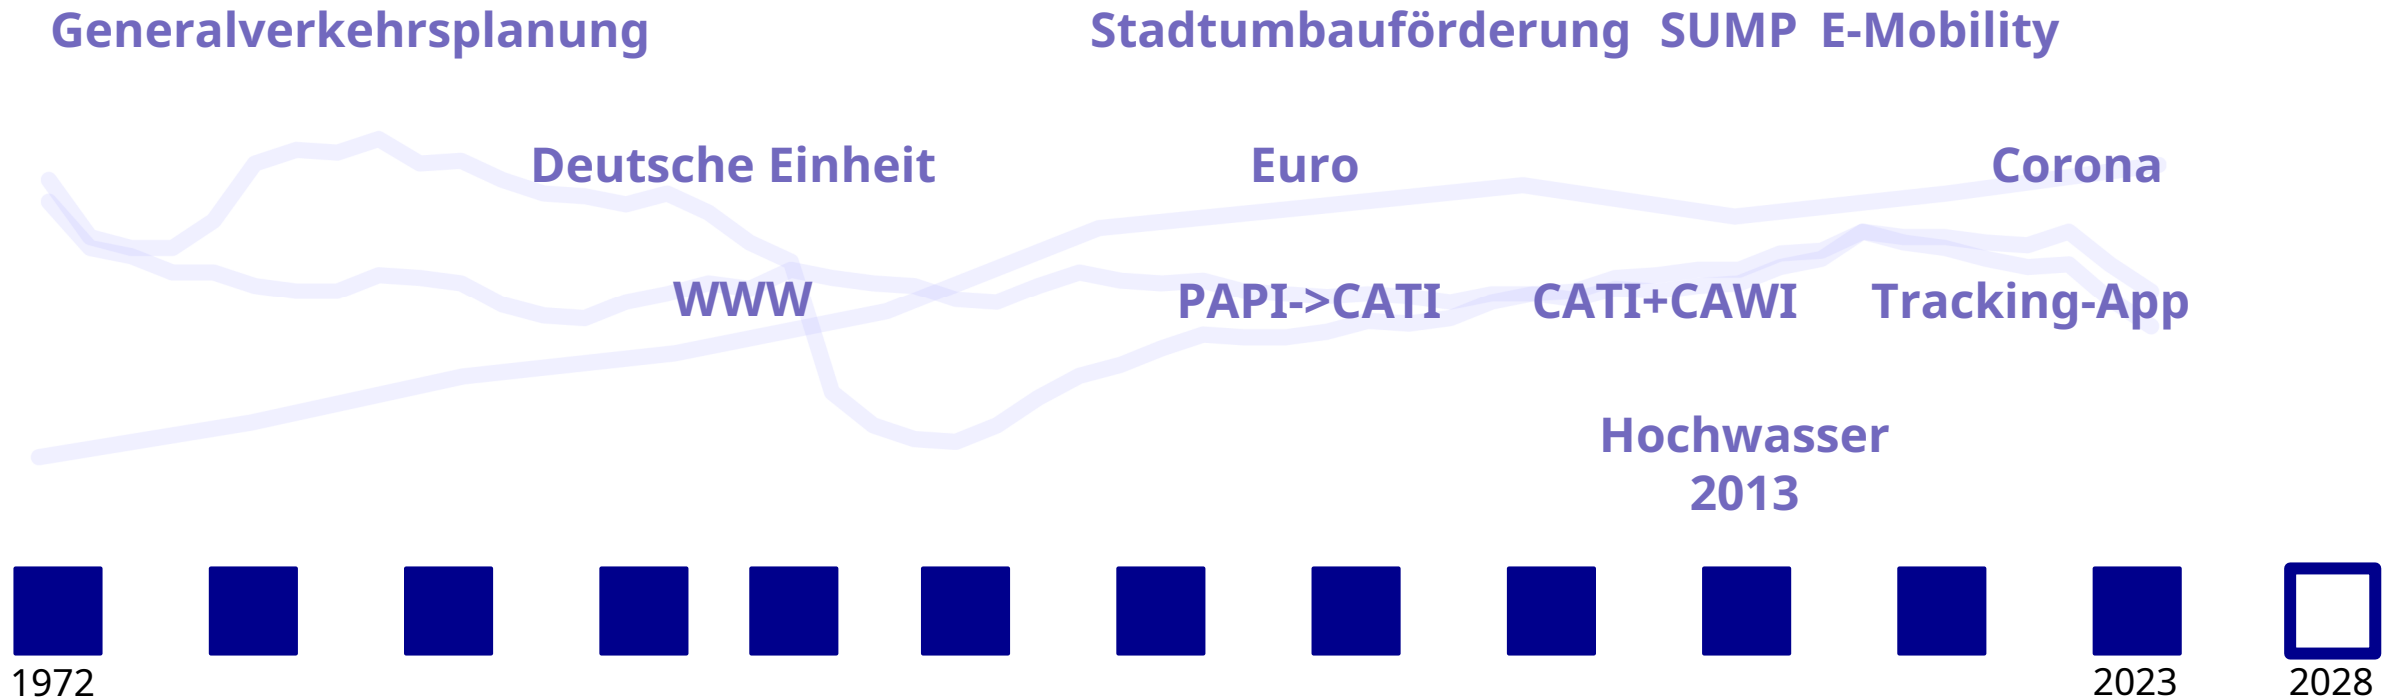 Generalverkehrsplanung Stadtumbauförderung SUMP E-Mobility
Deutsche Einheit Euro Corona
WWW PAPI->CATI CATI+CAWI Tracking-App
Hochwasser
2013
1972 2023 2028